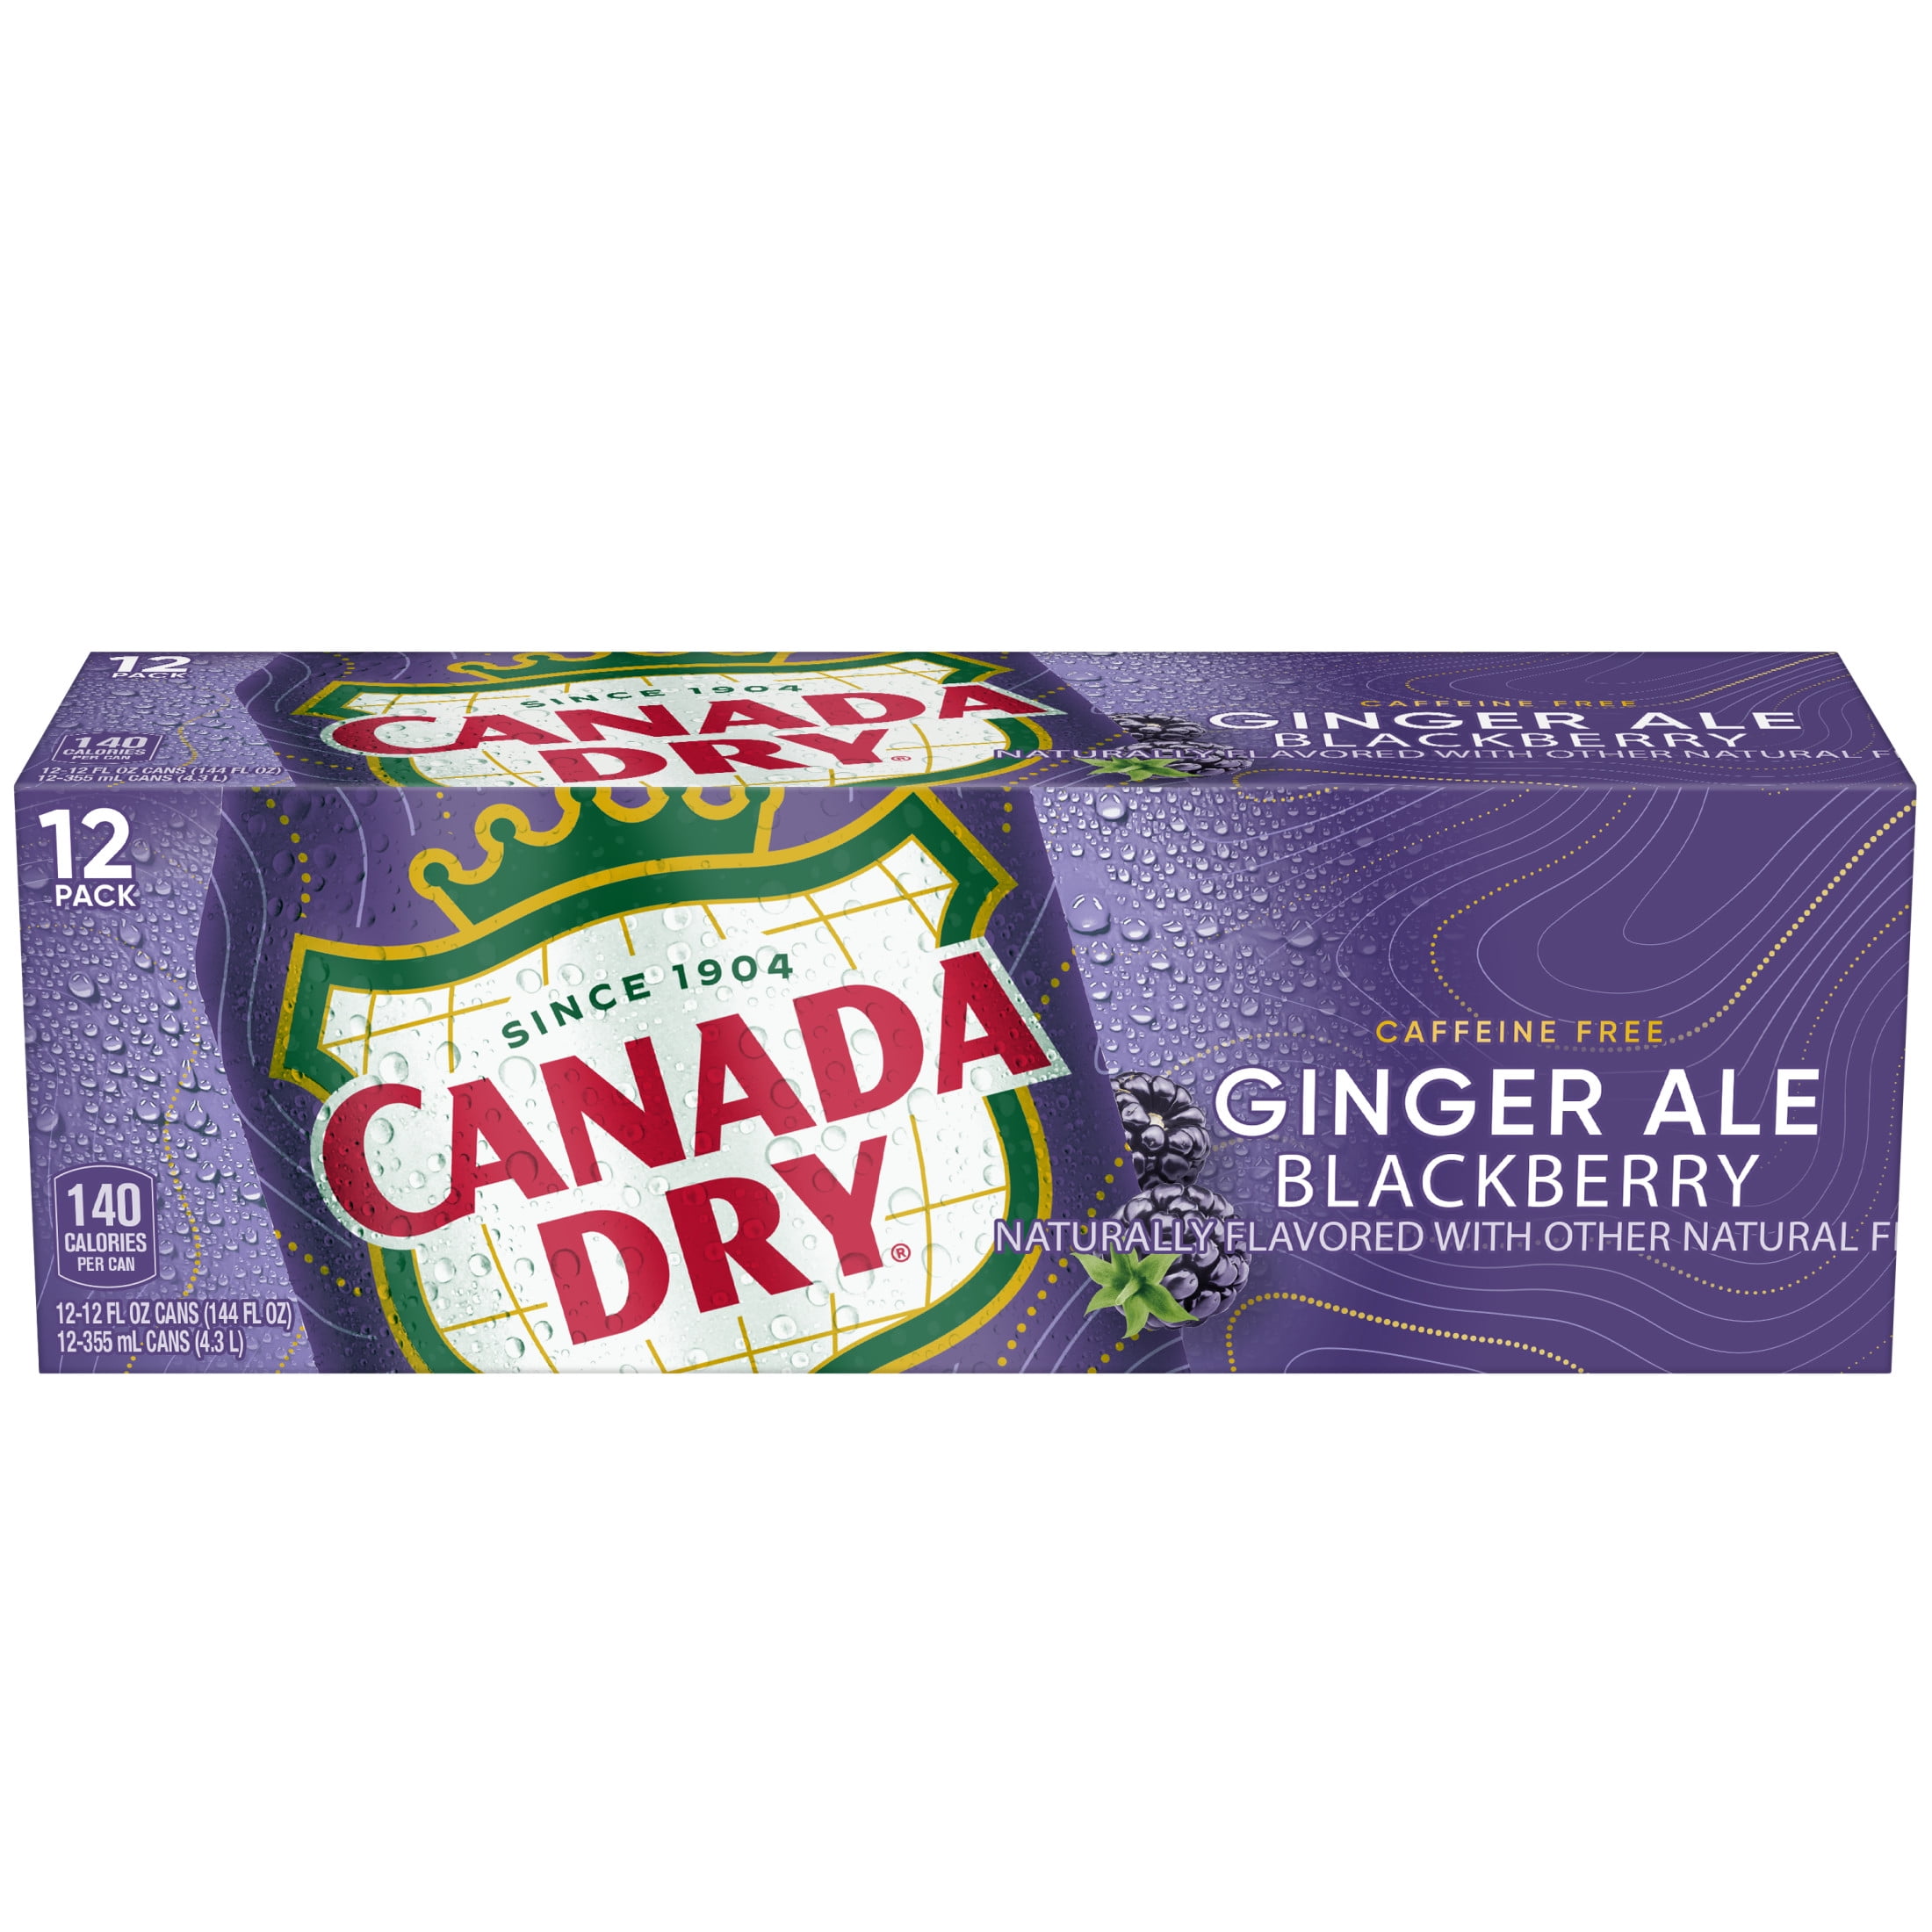 12
PACK
140
CALORIES
PER CAN
12-12 FL OZ CANS (144 FL OZ)
12-355 mL CANS (4.3 L)
SINCE 1904
CANADA
DRY®
CAFFEINE FREE
GINGER ALE
BLACKBERRY
NATURALLY FLAVORED WITH OTHER NATURAL F
12
PACK
140
CALORIES
PER CAN
12-12 FL OZ CANS (144 FL OZ)
12-355 mL CANS (4.3 L)
SINCE 1904
CANADA
DRY®
CAFFEINE FREE
GINGER ALE
BLACKBERRY
NATURALLY FLAVORED WITH OTHER NATURAL F